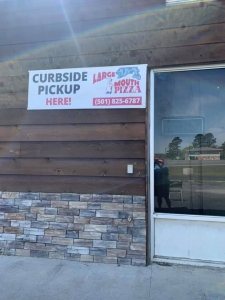 CURBSIDE
PICKUP
HERE!
LARGE
MOUTH
PIZZA
(501) 825-6787